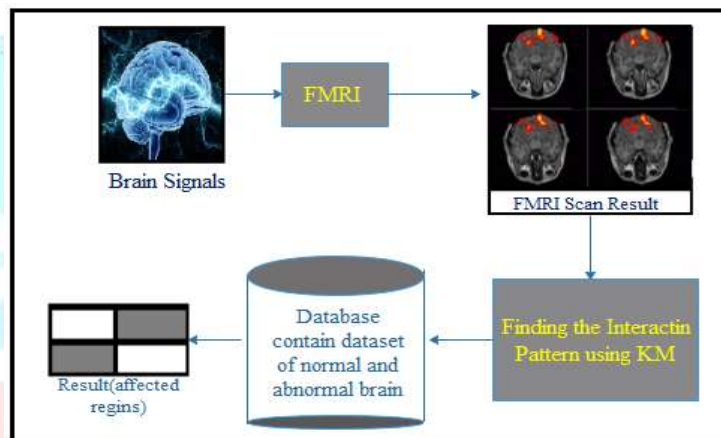 Brain Signals
FMRI
FMRI Scan Result
Finding the Interactin
Pattern using KM
Database
contain dataset
of normal and
abnormal brain
Result(affected
regins)